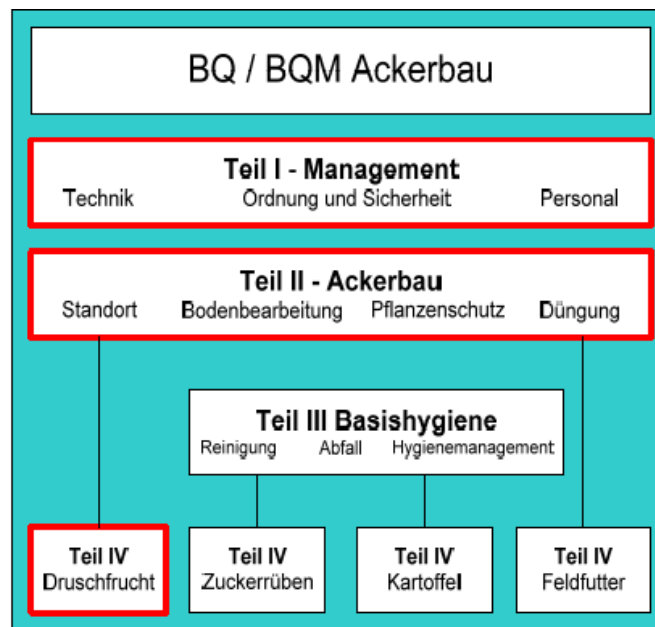 BQ / BQM Ackerbau
Teil I - Management
Technik Ordnung und Sicherheit Personal
Teil II - Ackerbau
Standort Bodenbearbeitung Pflanzenschutz Düngung
Teil III Basishygiene
Reinigung Abfall Hygienemanagement
Teil IV Teil IV Teil IV Teil IV
Druschfrucht Zuckerrüben Kartoffel Feldfutter